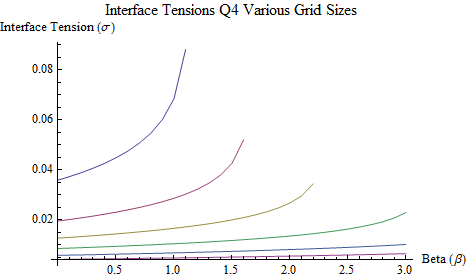 Interface Tensions Q4 Various Grid Sizes
Interface Tension (σ)
0.08
0.06
0.04
0.02
0.5 1.0 1.5 2.0 2.5 3.0 Beta (β)